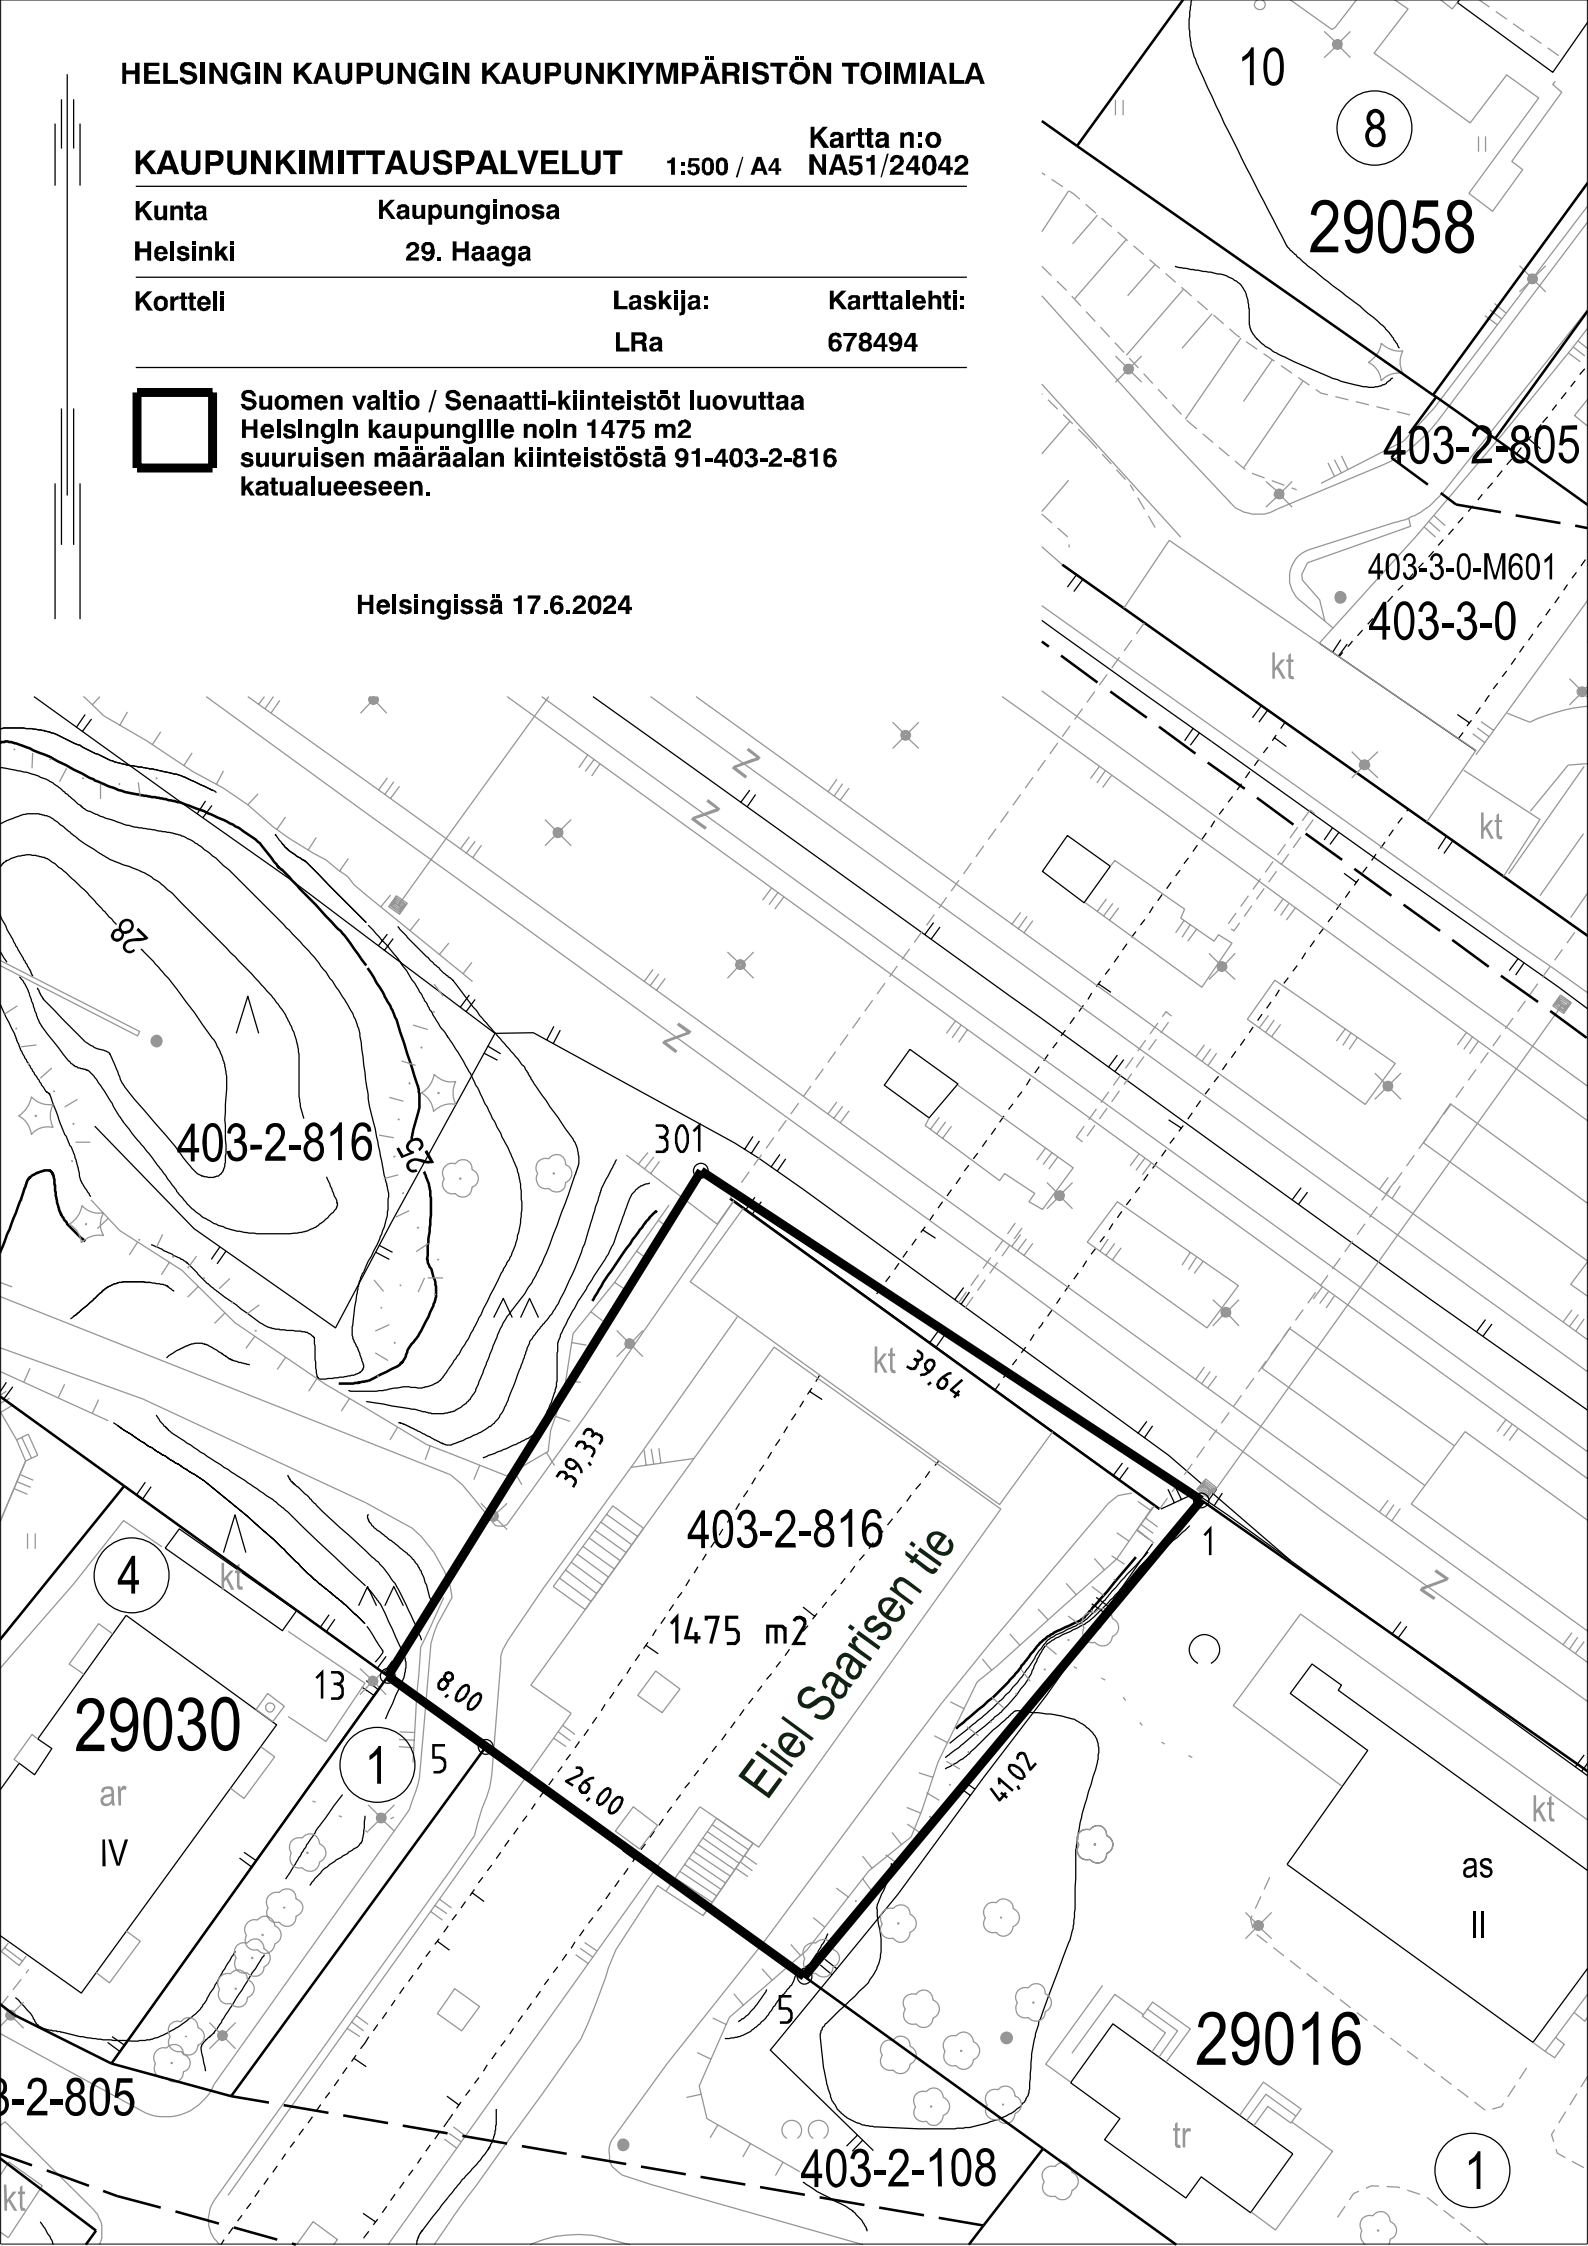 HELSINGIN KAUPUNGIN KAUPUNKIYMPÄRISTÖN TOIMIALA
KAUPUNKIMITTAUSPALVELUT 1:500 / A4 Kartta n:o
NA51/24042
Kunta Kaupunginosa
Helsinki 29. Haaga
Kortteli Laskija: Karttalehti:
LRa 678494
Suomen valtio / Senaatti-kiinteistöt luovuttaa
Helsingin kaupungille noin 1475 m2
suuruisen määräalan kiinteistöstä 91-403-2-816
katualueeseen.
Helsingissä 17.6.2024
10
8
29058
403-2-805
403-3-0-M601
403-3-0
kt
kt
Z
Z
28
Z
403-2-816
25
301
kt
39,64
39,33
403-2-816
1
4
kt
Z
1475 m2
Eliel Saarisen tie
13
8,00
29030
1
5
ar
26,00
41,02
kt
IV
as
II
5
29016
3-2-805
tr
403-2-108
1
kt